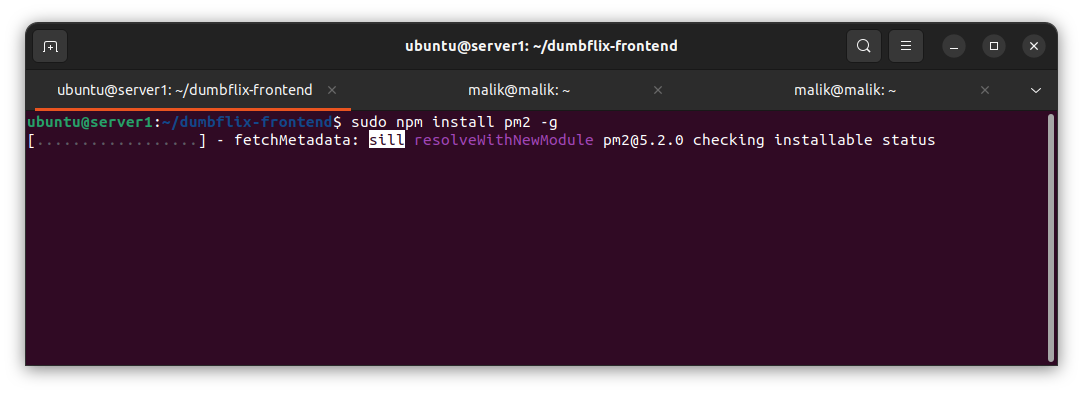 ubuntu@server1: ~/dumbflix-frontend
ubuntu@server1: ~/dumbflix-frontend
malik@malik: ~
malik@malik: ~
ubuntu@server1:~/dumbflix-frontend$ sudo npm install pm2 -g
[..................] - fetchMetadata: sill resolveWithNewModule pm2@5.2.0 checking installable status